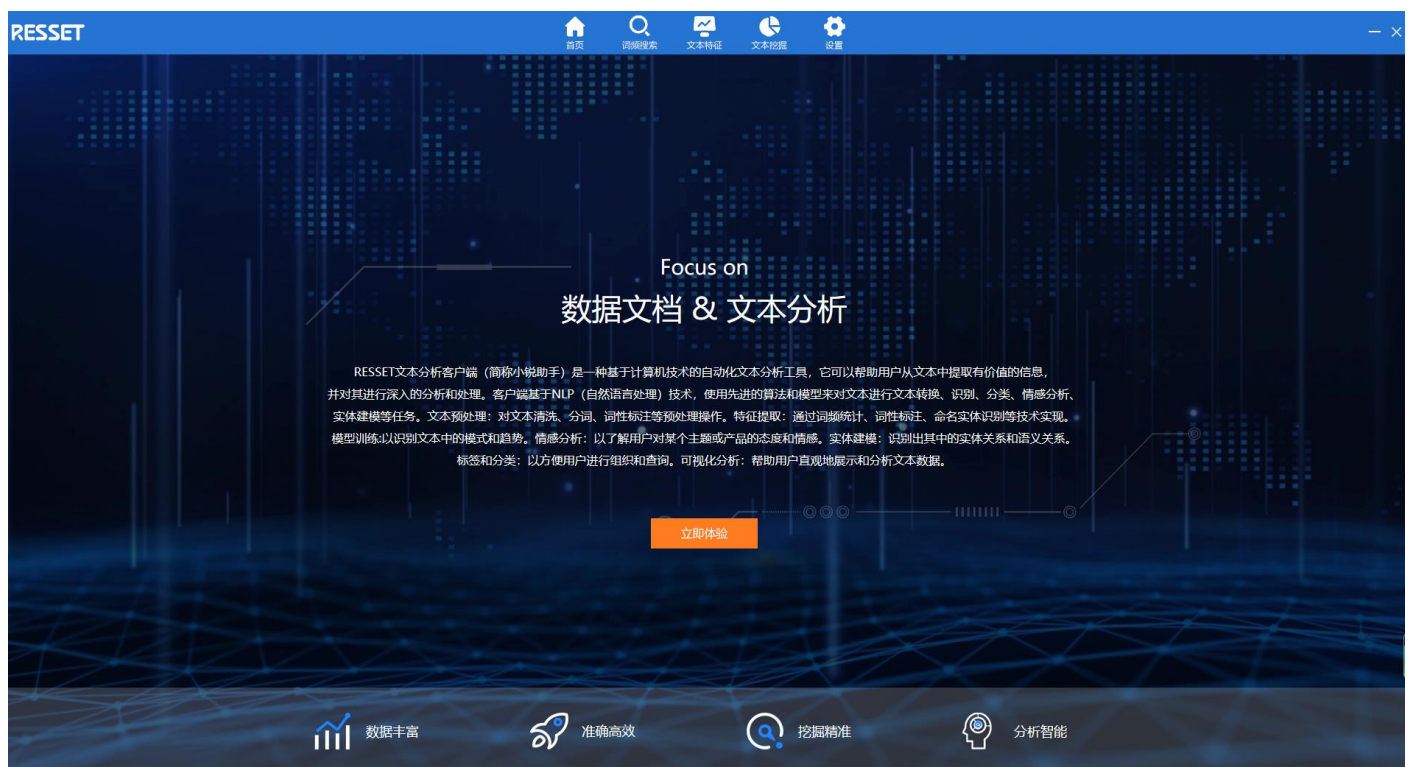 RESSET
首页 词频搜索 文本特征 文本挖掘 设置
Focus on
数据文档 & 文本分析
RESSET文本分析客户端（简称小锐助手）是一种基于计算机技术的自动化文本分析工具，它可以帮助用户从文本中提取有价值的信息，
并对其进行深入的分析和处理。客户端基于NLP（自然语言处理）技术，使用先进的算法和模型来对文本进行文本转换、识别、分类、情感分析、
实体建模等任务。文本预处理：对文本清洗、分词、词性标注等预处理操作。特征提取：通过词频统计、词性标注、命名实体识别等技术实现。
模型训练:以识别文本中的模式和趋势。情感分析：以了解用户对某个主题或产品的态度和情感。实体建模：识别出其中的实体关系和语义关系。
标签和分类：以方便用户进行组织和查询。可视化分析：帮助用户直观地展示和分析文本数据。
立即体验
数据丰富 准确高效 挖掘精准 分析智能